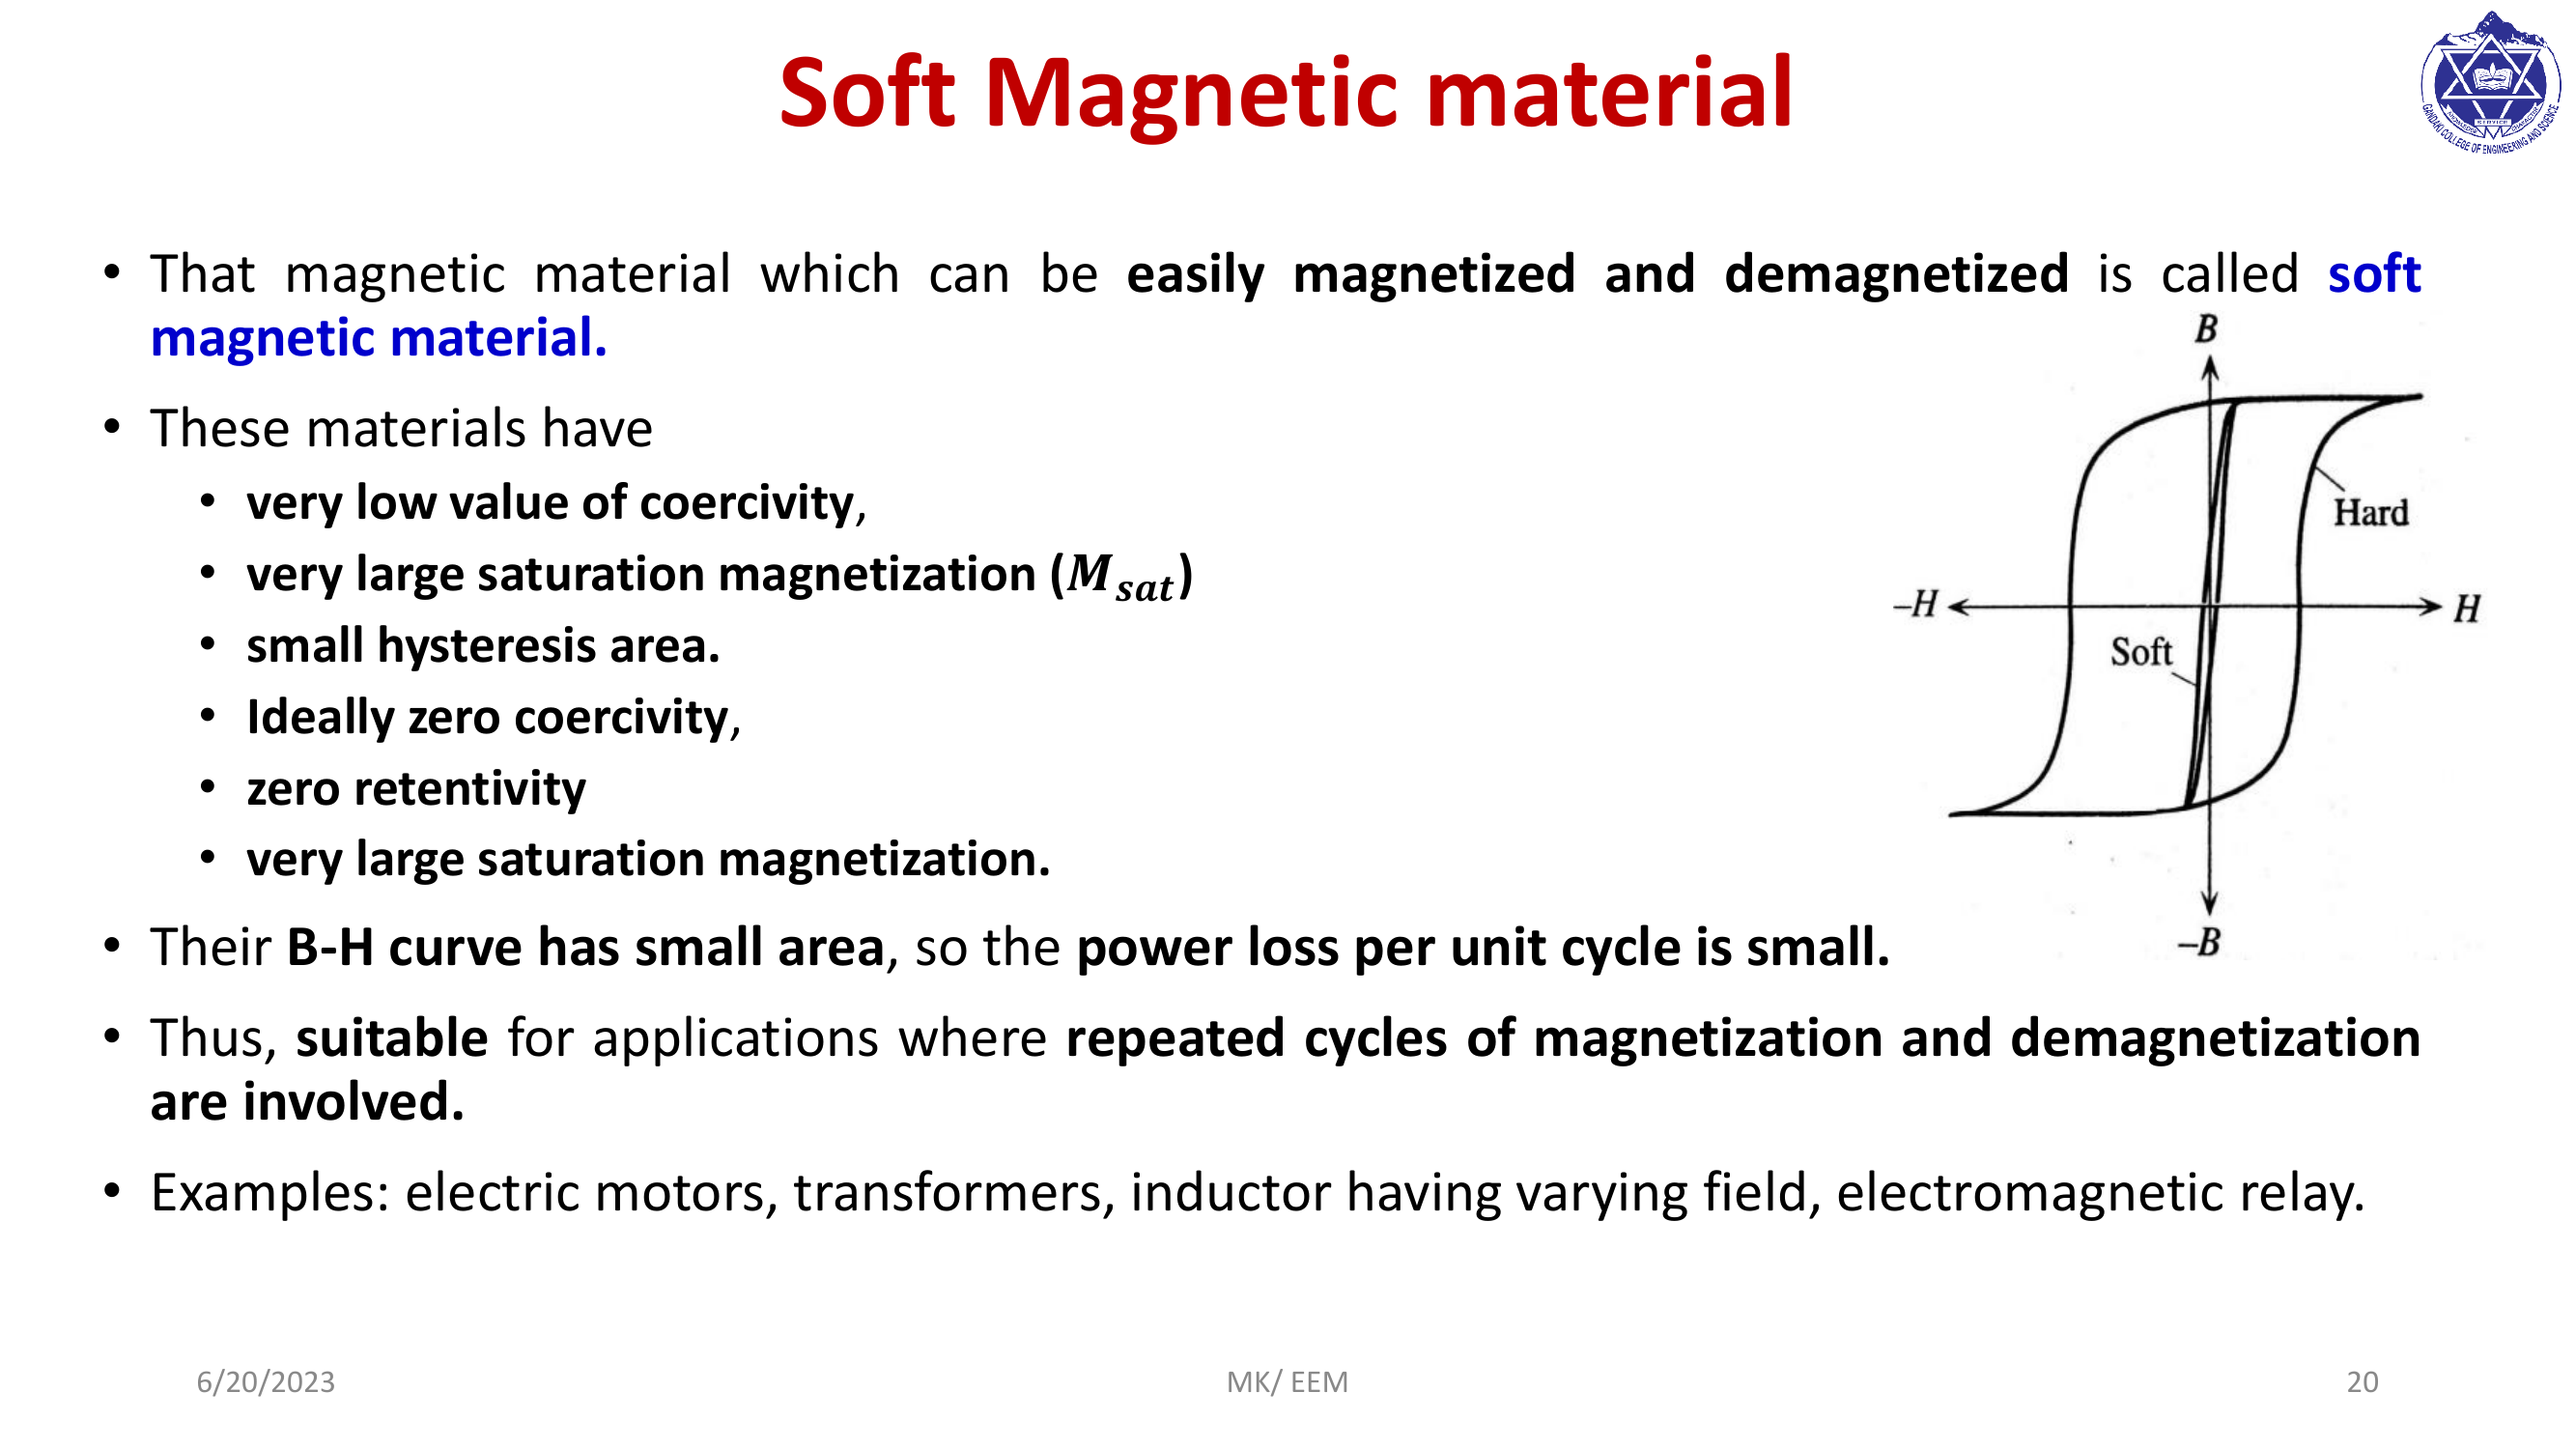 Soft Magnetic material
GANDAKI COLLEGE OF ENGINEERING AND SCIENCE
• That magnetic material which can be easily magnetized and demagnetized is called soft
magnetic material.
• These materials have
• very low value of coercivity,
• very large saturation magnetization (M_sat)
• small hysteresis area.
• Ideally zero coercivity,
• zero retentivity
• very large saturation magnetization.
B
Hard
–H
H
Soft
–B
• Their B-H curve has small area, so the power loss per unit cycle is small.
• Thus, suitable for applications where repeated cycles of magnetization and demagnetization
are involved.
• Examples: electric motors, transformers, inductor having varying field, electromagnetic relay.
6/20/2023
MK/ EEM
20